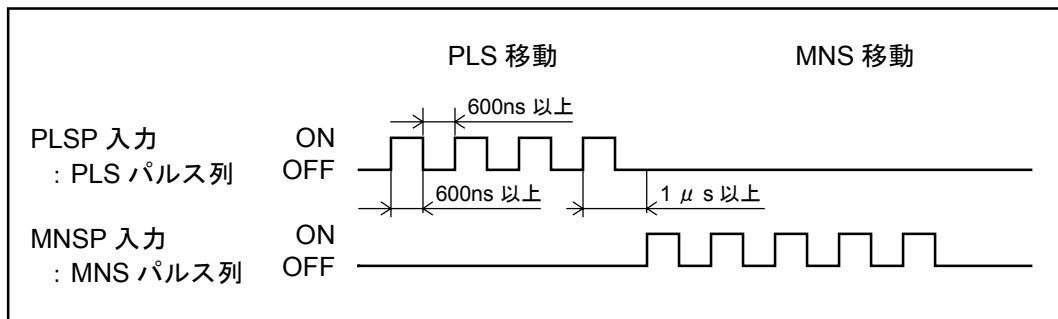 PLS 移動 MNS 移動
600ns 以上
PLSP 入力 ON
: PLS パルス列 OFF
600ns 以上 1 μ s 以上
MNSP 入力 ON
: MNS パルス列 OFF